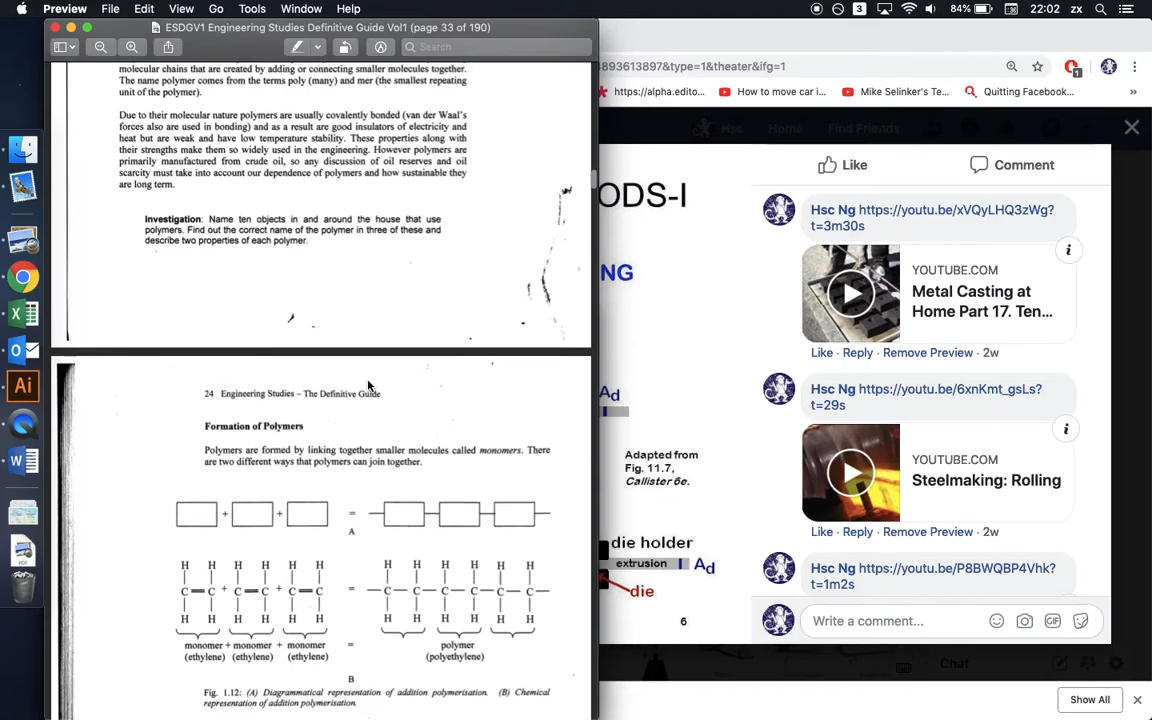 Preview File Edit View Go Tools Window Help
3 84% 22:02 zx
ESDGV1 Engineering Studies Definitive Guide Vol1 (page 33 of 190)
Search
molecular chains that are created by adding or connecting smaller molecules together.
The name polymer comes from the terms poly (many) and mer (the smallest repeating
unit of the polymer).
Due to their molecular nature polymers are usually covalently bonded (van der Waal's
forces also are used in bonding) and as a result are good insulators of electricity and
heat but are weak and have low temperature stability. These properties along with
their strengths make them so widely used in the engineering. However polymers are
primarily manufactured from crude oil, so any discussion of oil reserves and oil
scarcity must take into account our dependence of polymers and how sustainable they
are long term.
Investigation: Name ten objects in and around the house that use
polymers. Find out the correct name of the polymer in three of these and
describe two properties of each polymer.
24 Engineering Studies – The Definitive Guide
Formation of Polymers
Polymers are formed by linking together smaller molecules called monomers. There
are two different ways that polymers can join together.
+ + =
A
H H H H H H H H H H H H
C C + C C + C C = C C C C C C
H H H H H H H H H H H H
monomer + monomer + monomer = polymer
(ethylene) (ethylene) (ethylene) (polyethylene)
B
Fig. 1.12: (A) Diagrammatical representation of addition polymerisation. (B) Chemical
representation of addition polymerisation.
4893613897&type=1&theater&ifg=1
1
https://alpha.edito... How to move car i... Mike Selinker's Te... Quitting Facebook... »
Hsc Home Find Friends
ODS-I
NG
Ad
Adapted from
Fig. 11.7,
Callister 6e.
die holder
extrusion Ad
die
6
Like Comment
Hsc Ng https://youtu.be/xVQyLHQ3zWg?
t=3m30s
YOUTUBE.COM
Metal Casting at
Home Part 17. Ten...
Like · Reply · Remove Preview · 2w
Hsc Ng https://youtu.be/6xnKmt_gsLs?
t=29s
YOUTUBE.COM
Steelmaking: Rolling
Like · Reply · Remove Preview · 2w
Hsc Ng https://youtu.be/P8BWQBP4Vhk?
t=1m2s
Write a comment...
GIF
Chat
Show All
Ai
PDF